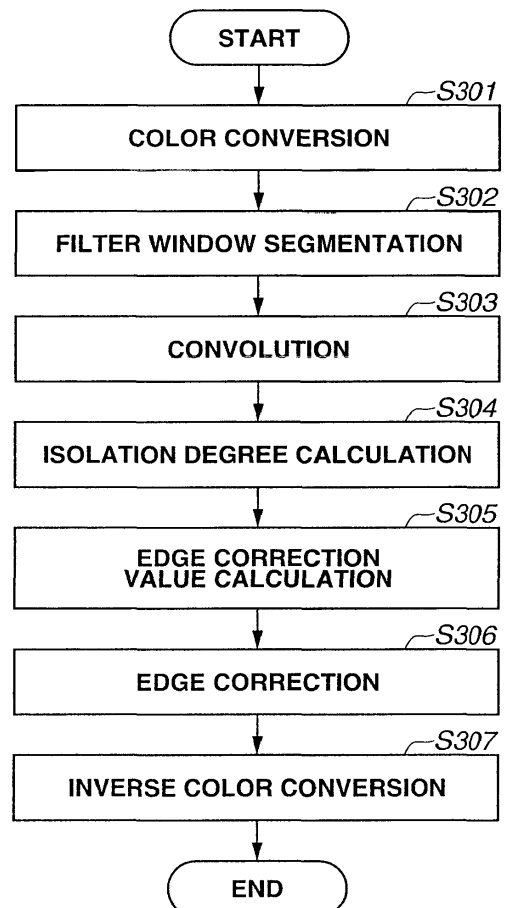 START
S301
COLOR CONVERSION
S302
FILTER WINDOW SEGMENTATION
S303
CONVOLUTION
S304
ISOLATION DEGREE CALCULATION
S305
EDGE CORRECTION
VALUE CALCULATION
S306
EDGE CORRECTION
S307
INVERSE COLOR CONVERSION
END